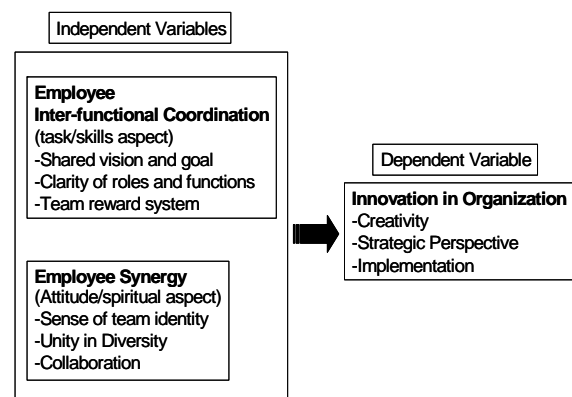 Independent Variables
Employee
Inter-functional Coordination
(task/skills aspect)
-Shared vision and goal
-Clarity of roles and functions
-Team reward system
Employee Synergy
(Attitude/spiritual aspect)
-Sense of team identity
-Unity in Diversity
-Collaboration
Dependent Variable
Innovation in Organization
-Creativity
-Strategic Perspective
-Implementation